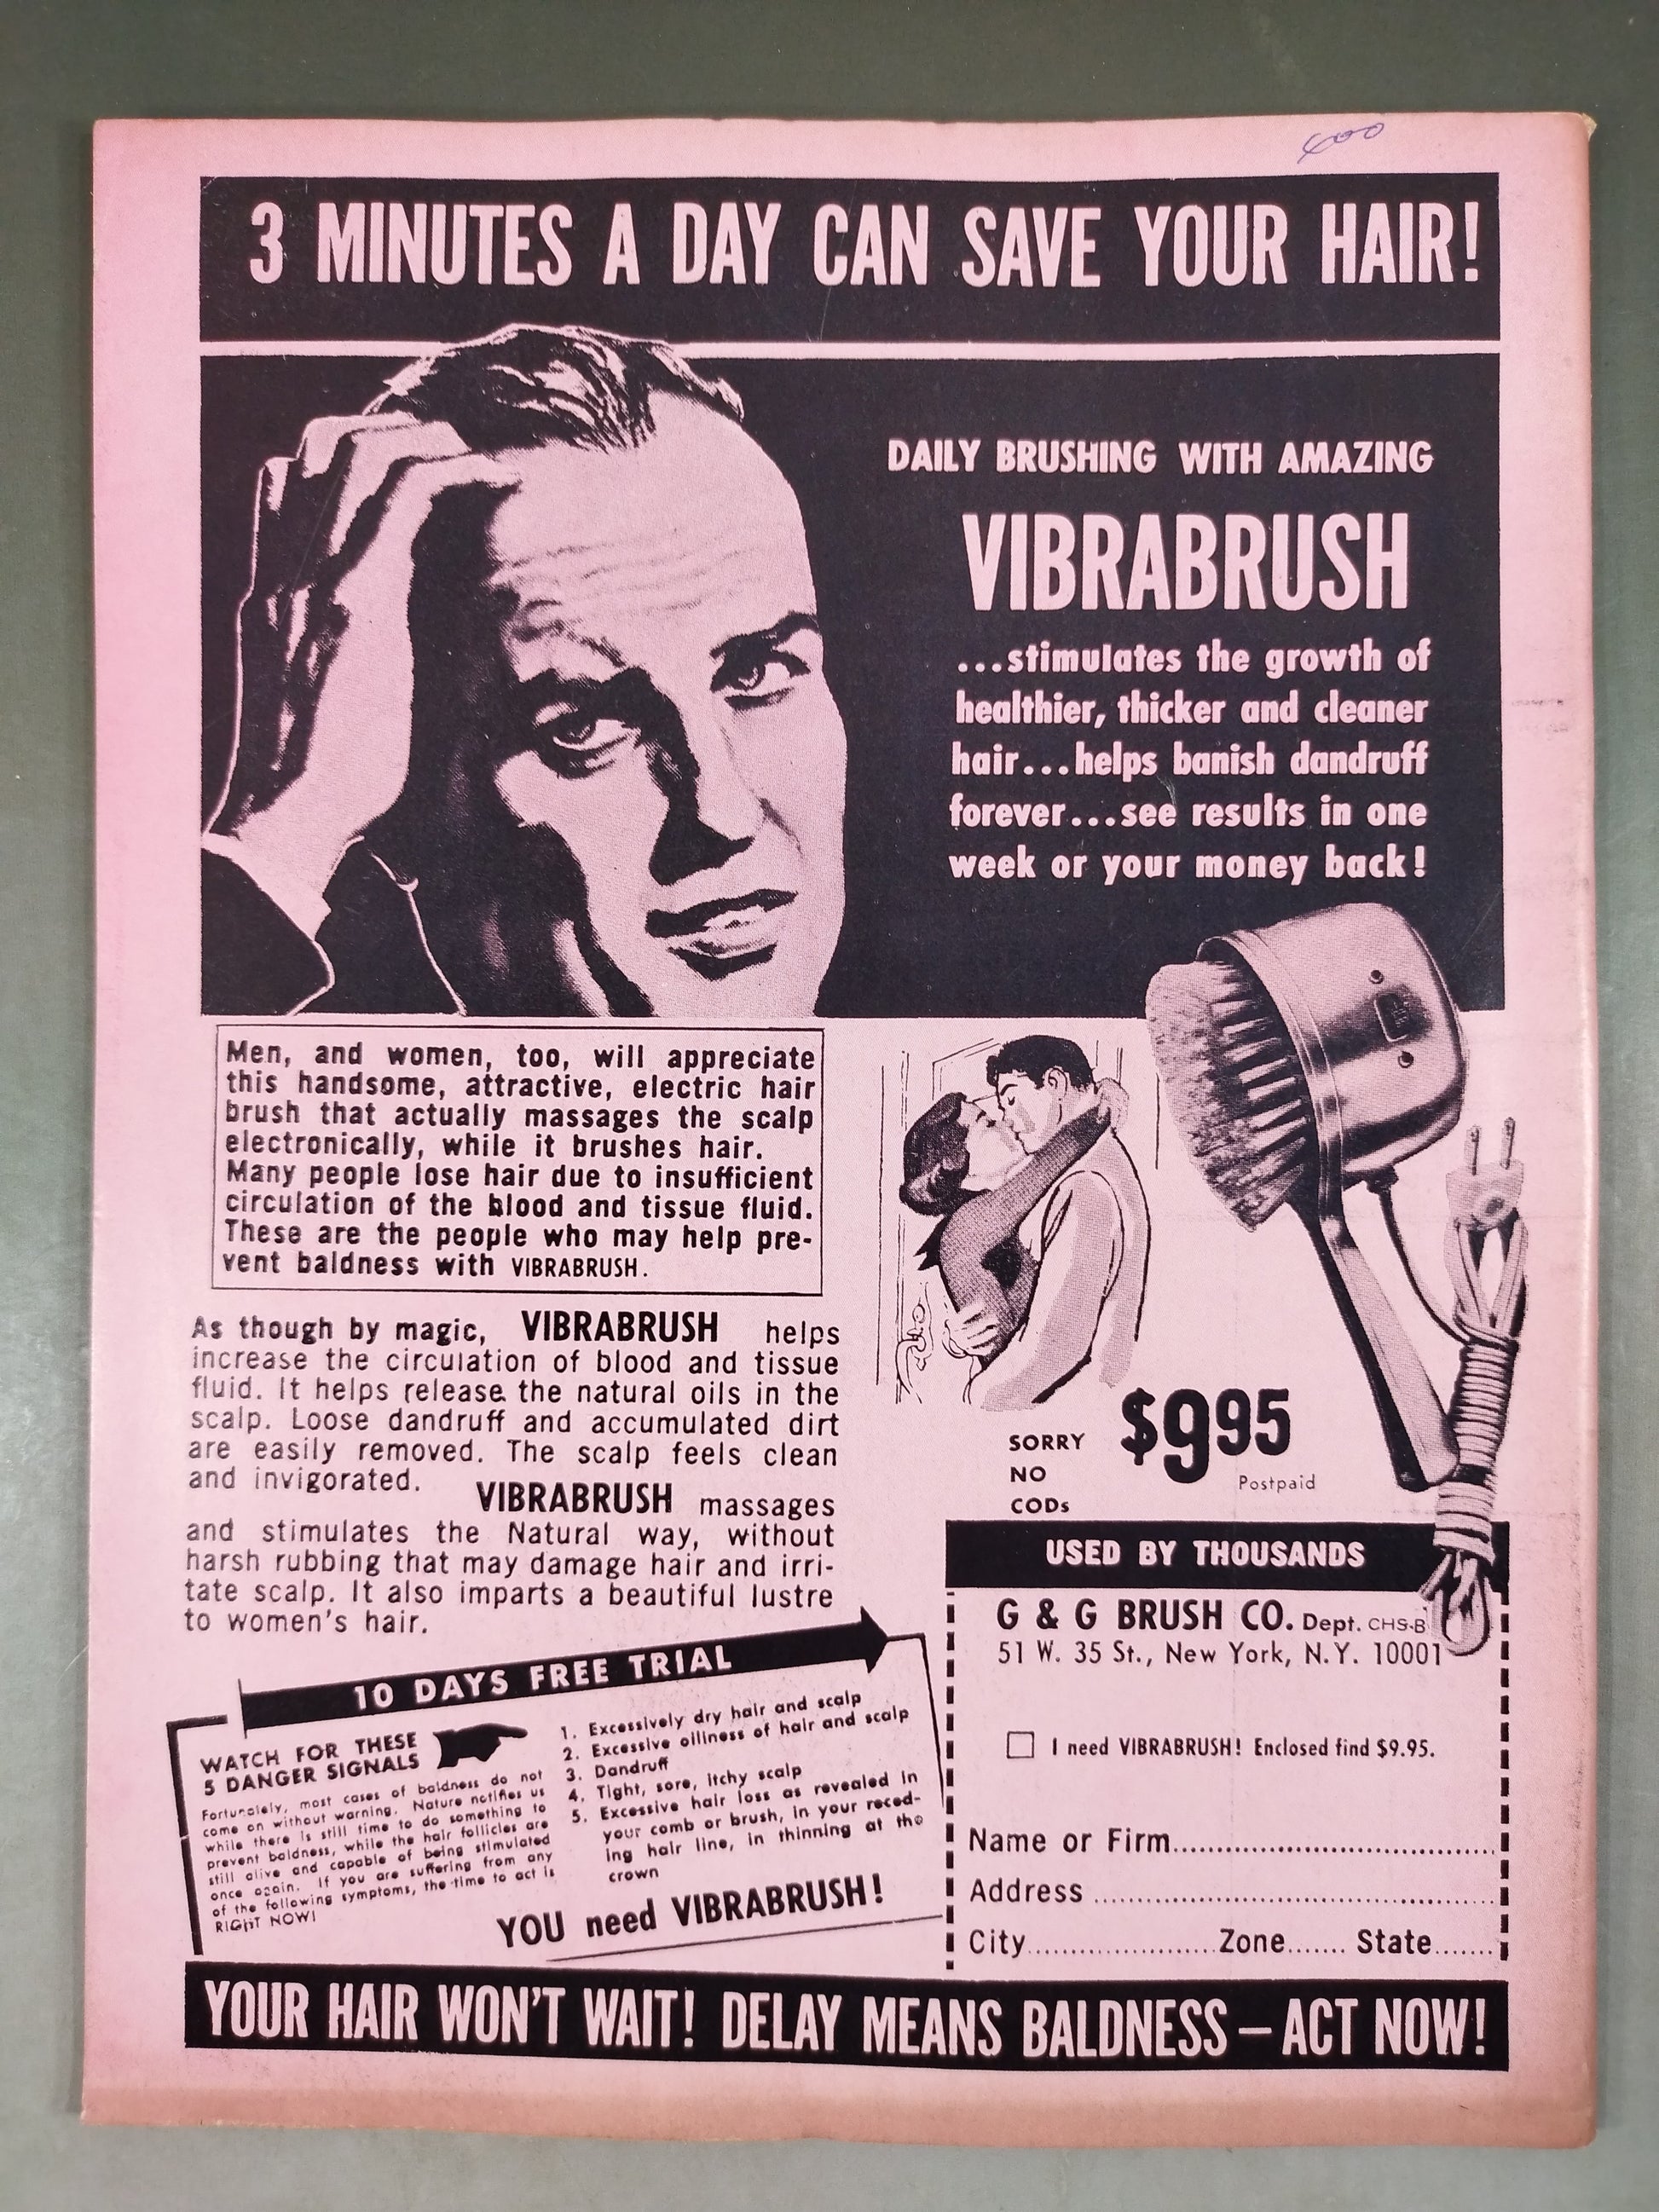 400
3 MINUTES A DAY CAN SAVE YOUR HAIR!
DAILY BRUSHING WITH AMAZING
VIBRABRUSH
...stimulates the growth of
healthier, thicker and cleaner
hair...helps banish dandruff
forever...see results in one
week or your money back!
Men, and women, too, will appreciate
this handsome, attractive, electric hair
brush that actually massages the scalp
electronically, while it brushes hair.
Many people lose hair due to insufficient
circulation of the blood and tissue fluid.
These are the people who may help pre-
vent baldness with VIBRABRUSH.
As though by magic, VIBRABRUSH helps
increase the circulation of blood and tissue
fluid. It helps release the natural oils in the
scalp. Loose dandruff and accumulated dirt
are easily removed. The scalp feels clean
and invigorated.
VIBRABRUSH massages
and stimulates the Natural way, without
harsh rubbing that may damage hair and irri-
tate scalp. It also imparts a beautiful lustre
to women's hair.
SORRY
NO
CODs
$9.95
Postpaid
10 DAYS FREE TRIAL
WATCH FOR THESE
5 DANGER SIGNALS
Fortunately, most cases of baldness do not
come on without warning. Nature notifies us
while there is still time to do something to
prevent baldness, while the hair follicles are
still alive and capable of being stimulated
once again. If you are suffering from any
of the following symptoms, the time to act is
RIGHT NOW!
1. Excessively dry hair and scalp
2. Excessive oiliness of hair and scalp
3. Dandruff
4. Tight, sore, itchy scalp
5. Excessive hair loss as revealed in
your comb or brush, in your reced-
ing hair line, in thinning at the
crown
YOU need VIBRABRUSH!
USED BY THOUSANDS
G & G BRUSH CO. Dept. CHS-B
51 W. 35 St., New York, N.Y. 10001
I need VIBRABRUSH! Enclosed find $9.95.
Name or Firm
Address
City Zone State
YOUR HAIR WON'T WAIT! DELAY MEANS BALDNESS — ACT NOW!